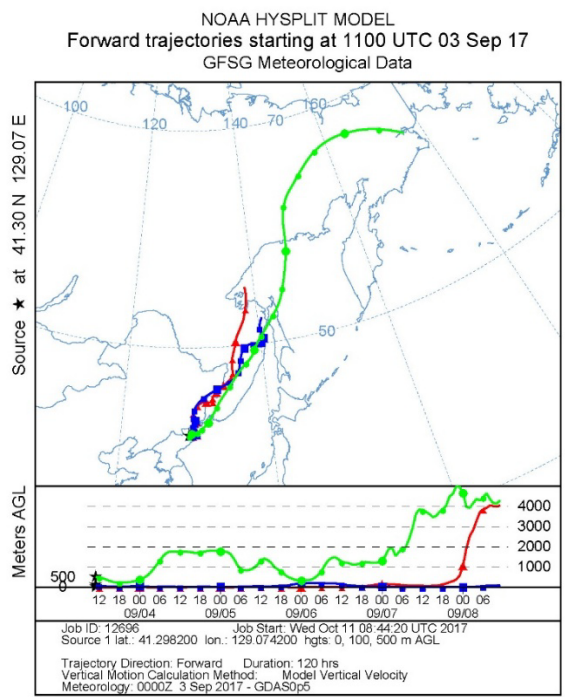 NOAA HYSPLIT MODEL
Forward trajectories starting at 1100 UTC 03 Sep 17
GFSG Meteorological Data
Source ★ at 41.30 N 129.07 E
100
120
140
70
160
50
Meters AGL
500
0
4000
3000
2000
1000
12 18 00 06 12 18 00 06 12 18 00 06 12 18 00 06 12 18 00 06
09/04 09/05 09/06 09/07 09/08
Job ID: 12696 Job Start: Wed Oct 11 08:44:20 UTC 2017
Source 1 lat.: 41.298200 lon.: 129.074200 hgts: 0, 100, 500 m AGL
Trajectory Direction: Forward Duration: 120 hrs
Vertical Motion Calculation Method: Model Vertical Velocity
Meteorology: 0000Z 3 Sep 2017 - GDAS0p5